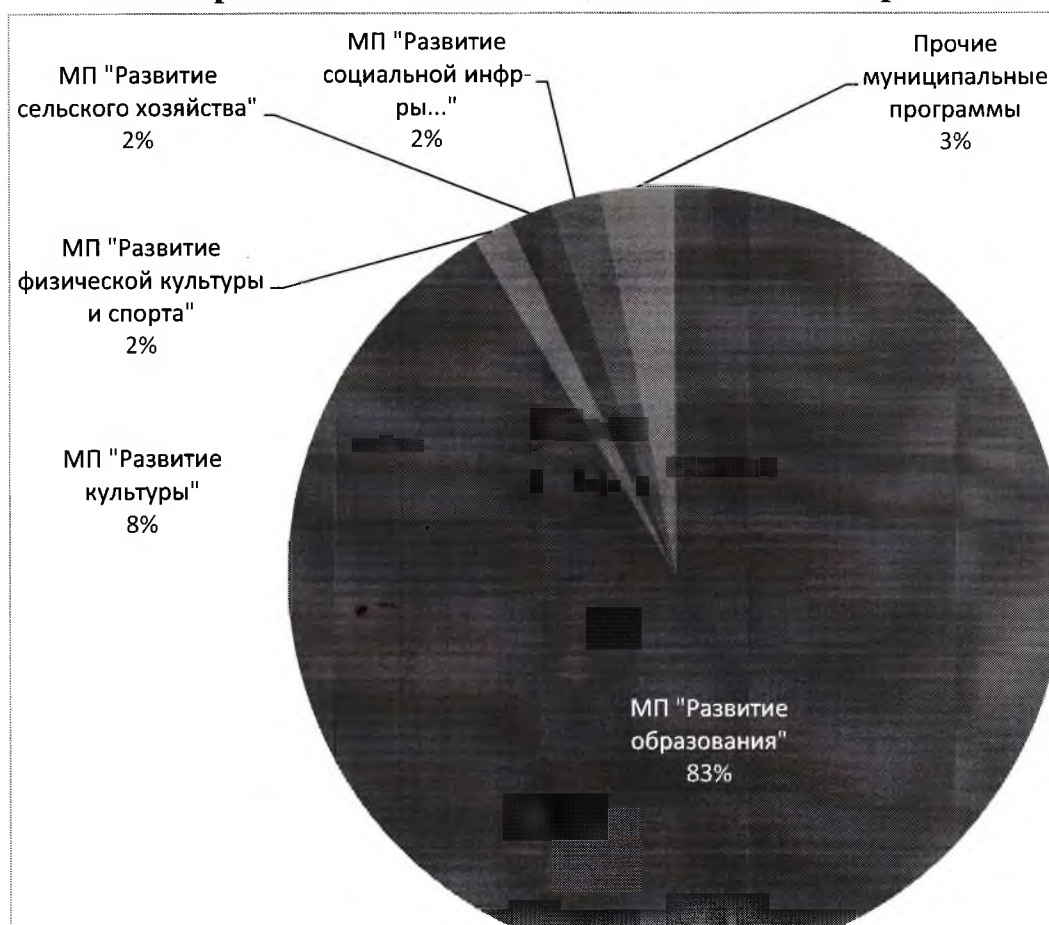 МП "Развитие
социальной инфр-
ры..."
2%
Прочие
муниципальные
программы
3%
МП "Развитие
сельского хозяйства"
2%
МП "Развитие
физической культуры
и спорта"
2%
МП "Развитие
культуры"
8%
МП "Развитие
образования"
83%